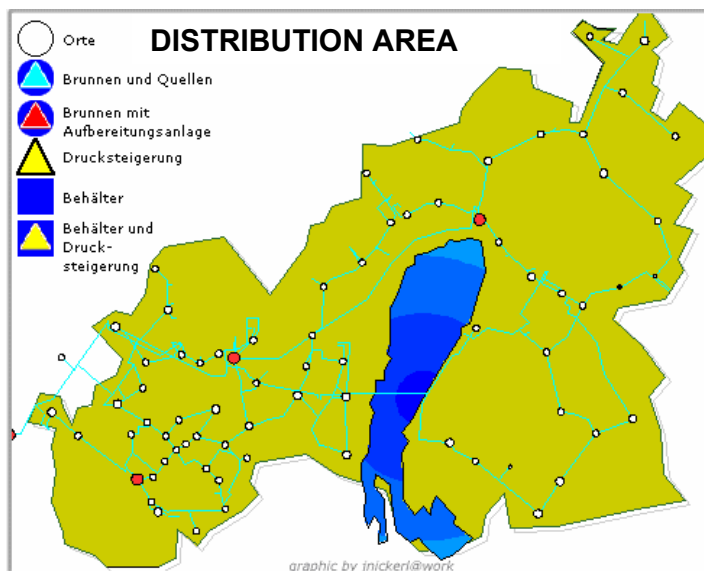 DISTRIBUTION AREA
Orte
Brunnen und Quellen
Brunnen mit
Aufbereitungsanlage
Drucksteigerung
Behälter
Behälter und
Druck-
steigerung
graphic by jnickerl@work